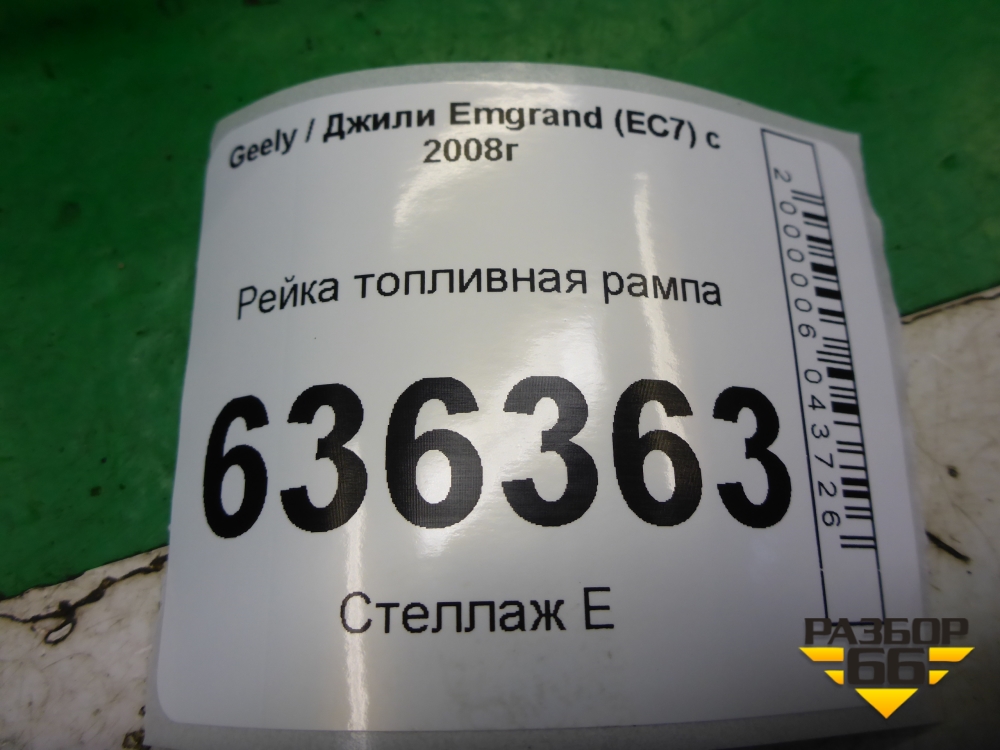 Geely / Джили Emgrand (EC7) с
2008г
Рейка топливная рампа
636363
Стеллаж Е
2000006043726
РАЗБОР
66